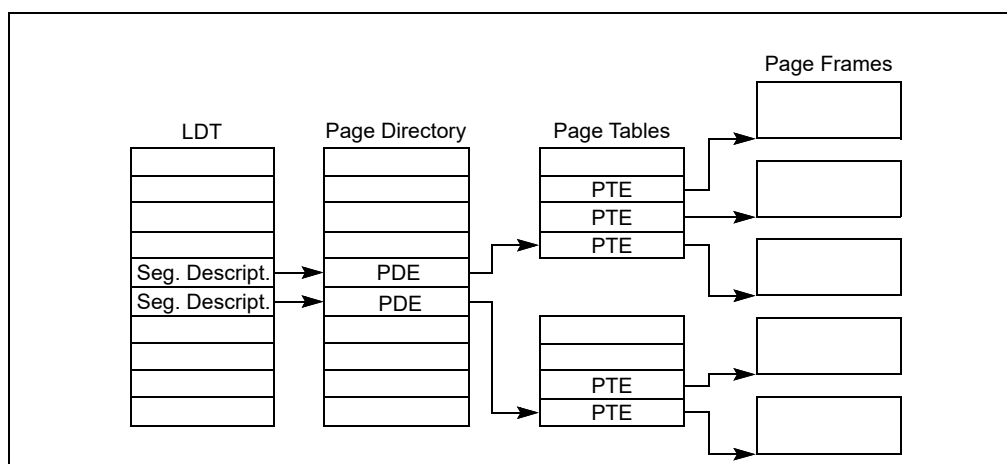 Page Frames
LDT
Page Directory
Page Tables
PTE
PTE
PTE
Seg. Descript.
PDE
Seg. Descript.
PDE
PTE
PTE